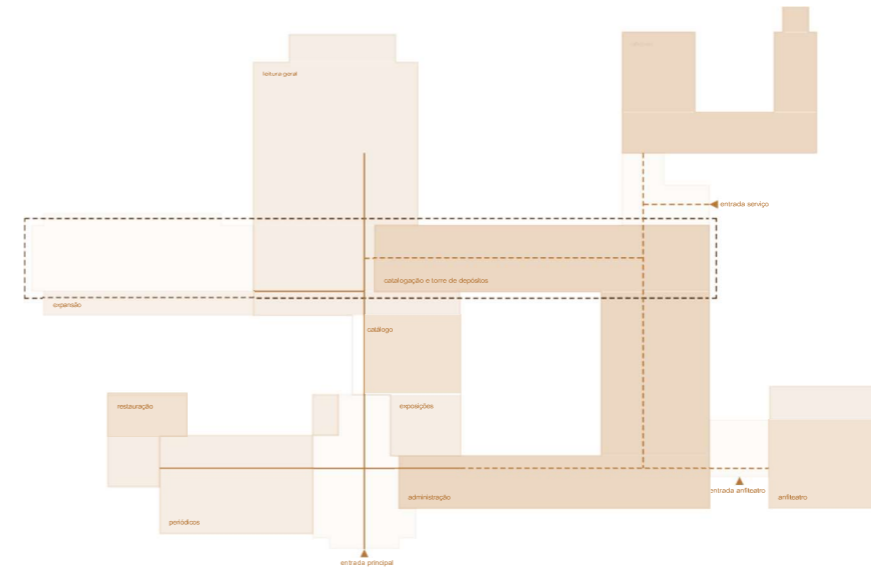 leitura geral
entrada serviço
catalogação e torre de depósitos
expansão
catálogo
restauração
exposições
administração
entrada anfiteatro
anfiteatro
periódicos
entrada principal